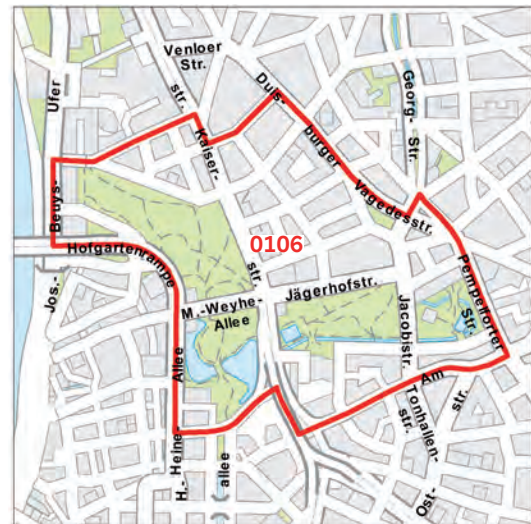 Venloer
Str.
Ufer
str.
Kaiser-
Duis-
burger
Georg-
Str.
Vagedesstr.
Beuys-
0106
Hofgartenrampe
Jos.-
str.
M.-Weyhe-
Allee
Jägerhofstr.
Pempelforter
Str.
Jacobistr.
Allee
H.- Heine-
allee
Am
Tonhallen-
str.
str.
Ost-